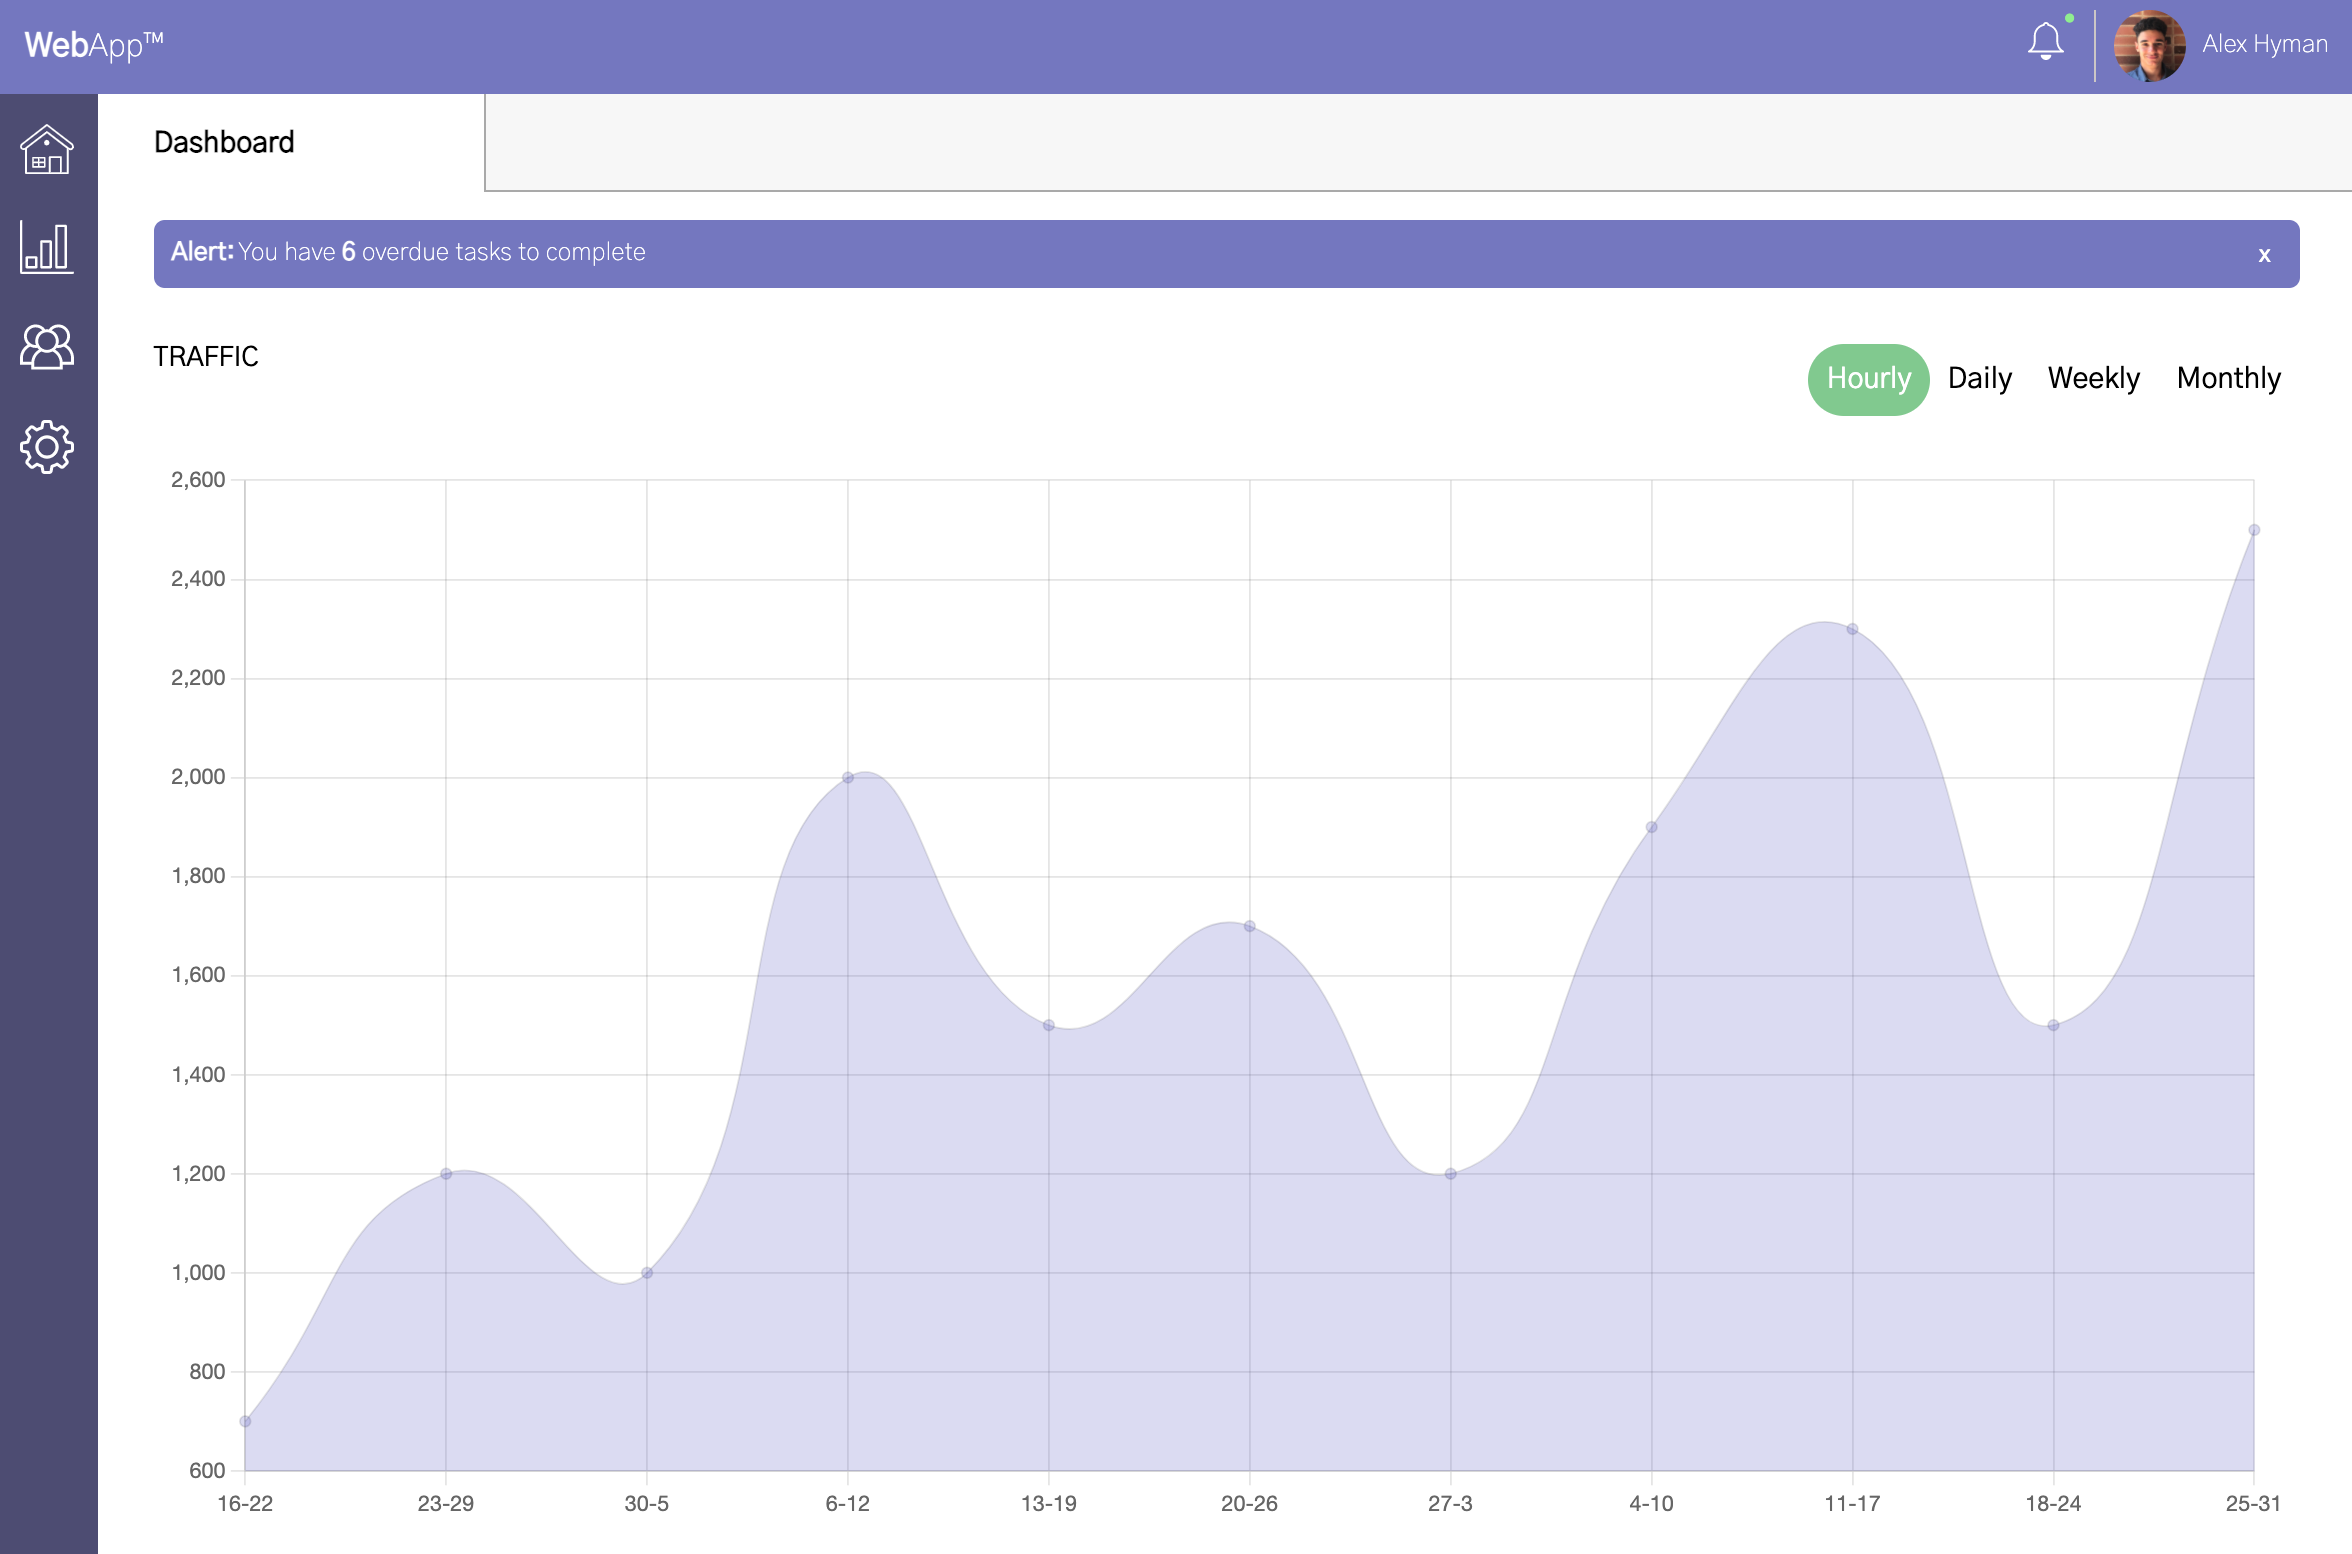 WebApp™
Alex Hyman
Dashboard
Alert: You have 6 overdue tasks to complete
x
TRAFFIC
Hourly Daily Weekly Monthly
2,600
2,400
2,200
2,000
1,800
1,600
1,400
1,200
1,000
800
600
16-22 23-29 30-5 6-12 13-19 20-26 27-3 4-10 11-17 18-24 25-31